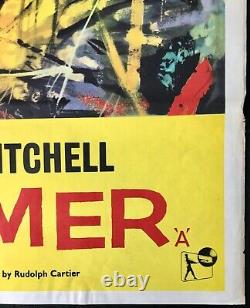 ITCHELL
MER 'A'
by Rudolph Cartier